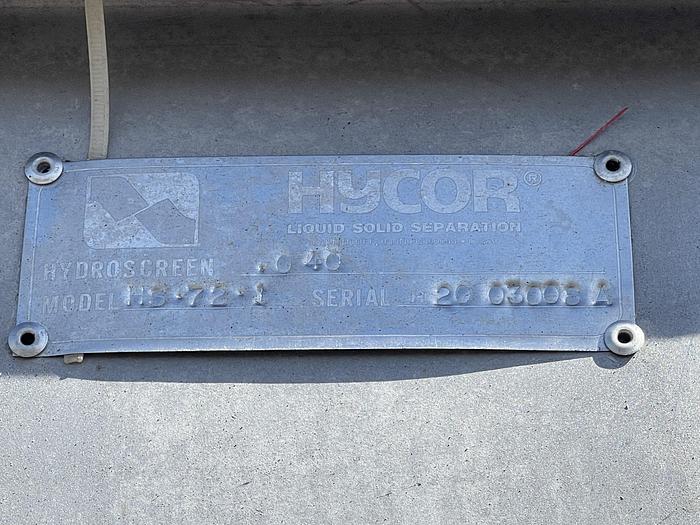 HYCOR®
LIQUID SOLID SEPARATION
HYDROSCREEN .040
MODEL HS-72-1 SERIAL 20 03008 A